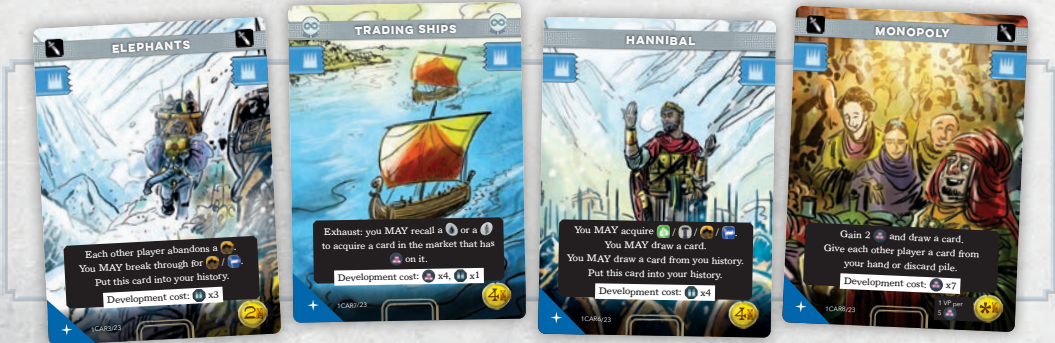 ELEPHANTS
Each other player abandons a
You MAY break through for / .
Put this card into your history.
Development cost: x3
1CAR3/23
2
TRADING SHIPS
Exhaust: you MAY recall a or a
to acquire a card in the market that has
on it.
Development cost: x4, x1
1CAR7/23
4
HANNIBAL
You MAY acquire / / / .
You MAY draw a card.
You MAY draw a card from you history.
Put this card into your history.
Development cost: x4
1CAR6/23
4
MONOPOLY
Gain 2 and draw a card.
Give each other player a card from
your hand or discard pile.
Development cost: x7
1 VP per
5
1CAR8/23
*